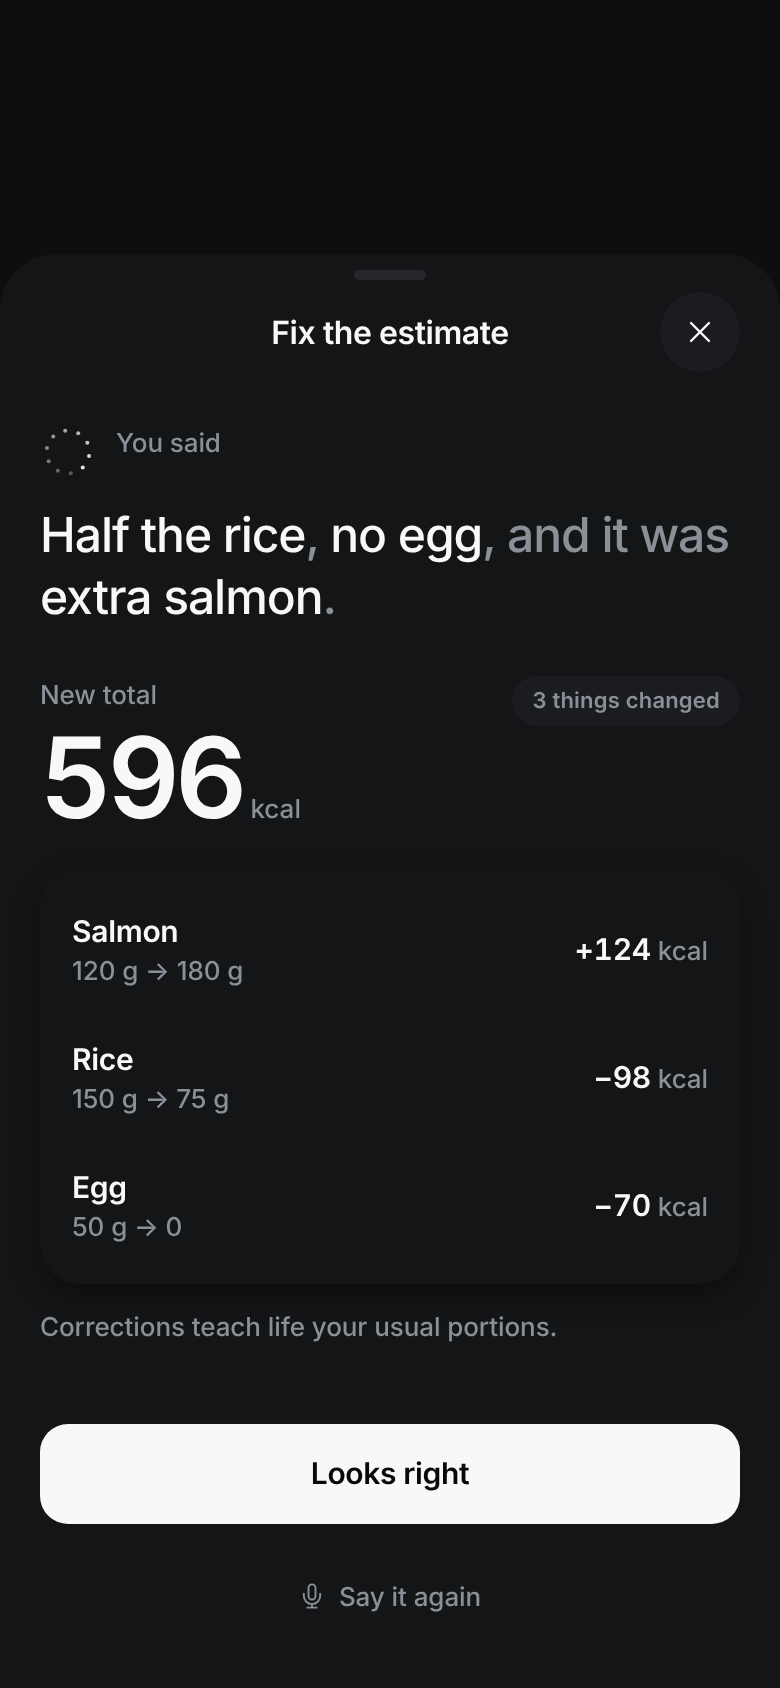 Fix the estimate
You said
Half the rice, no egg, and it was
extra salmon.
New total
3 things changed
596 kcal
Salmon
120 g → 180 g
+124 kcal
Rice
150 g → 75 g
−98 kcal
Egg
50 g → 0
−70 kcal
Corrections teach life your usual portions.
Looks right
Say it again